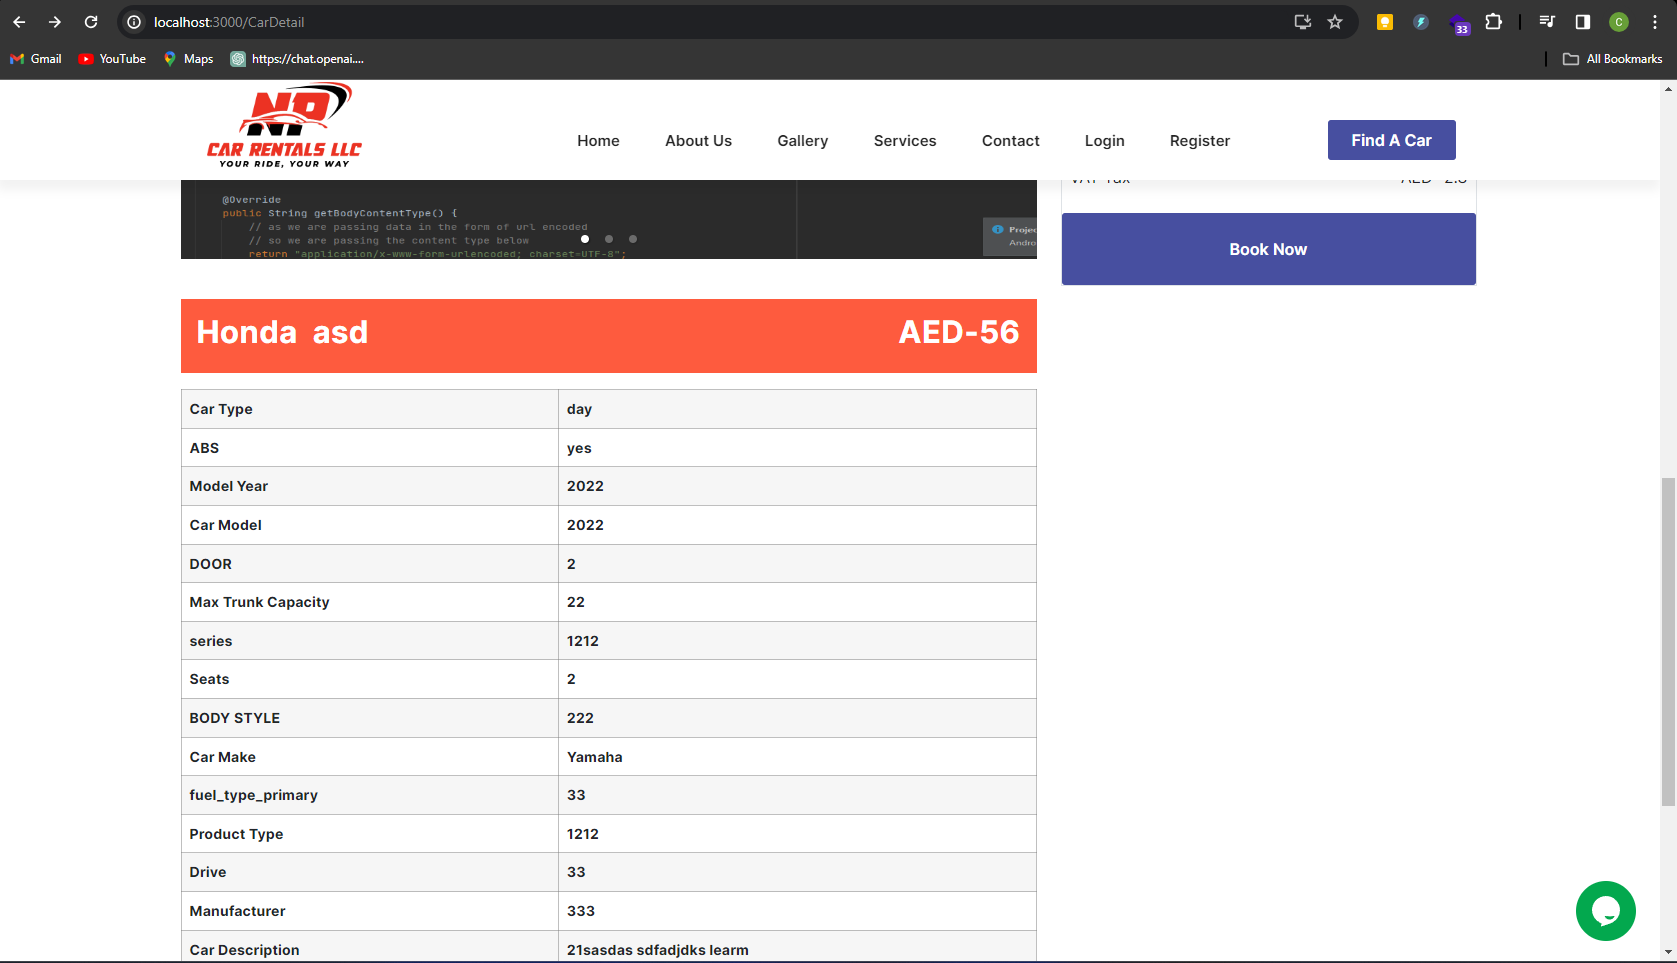 localhost:3000/CarDetail
33
C
Gmail
YouTube
Maps
https://chat.openai....
All Bookmarks
NP
CAR RENTALS LLC
YOUR RIDE, YOUR WAY
Home
About Us
Gallery
Services
Contact
Login
Register
Find A Car
@Override
public String getBodyContentType() {
// as we are passing data in the form of url encoded
// so we are passing the content type below
return "application/x-www-form-urlencoded; charset=UTF-8";
Projec
Andro
VAT Tax AED
Book Now
Honda asd AED-56
Car Type day
ABS yes
Model Year 2022
Car Model 2022
DOOR 2
Max Trunk Capacity 22
series 1212
Seats 2
BODY STYLE 222
Car Make Yamaha
fuel_type_primary 33
Product Type 1212
Drive 33
Manufacturer 333
Car Description 21sasdas sdfadjdks learm